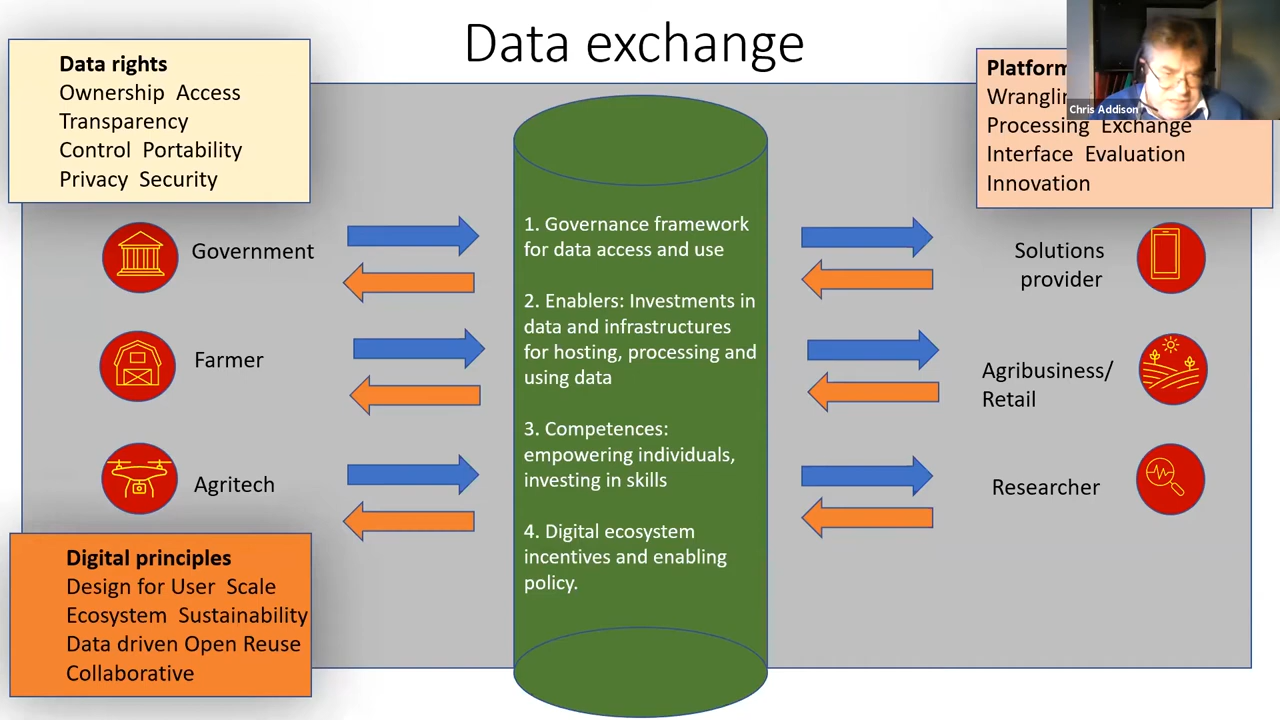 Data exchange
Data rights
Ownership Access
Transparency
Control Portability
Privacy Security
Platform
Processing Exchange
Interface Evaluation
Innovation
Chris Addison
Government
Farmer
Agritech
1. Governance framework
for data access and use
2. Enablers: Investments in
data and infrastructures
for hosting, processing and
using data
3. Competences:
empowering individuals,
investing in skills
4. Digital ecosystem
incentives and enabling
policy.
Solutions
provider
Agribusiness/
Retail
Researcher
Digital principles
Design for User Scale
Ecosystem Sustainability
Data driven Open Reuse
Collaborative